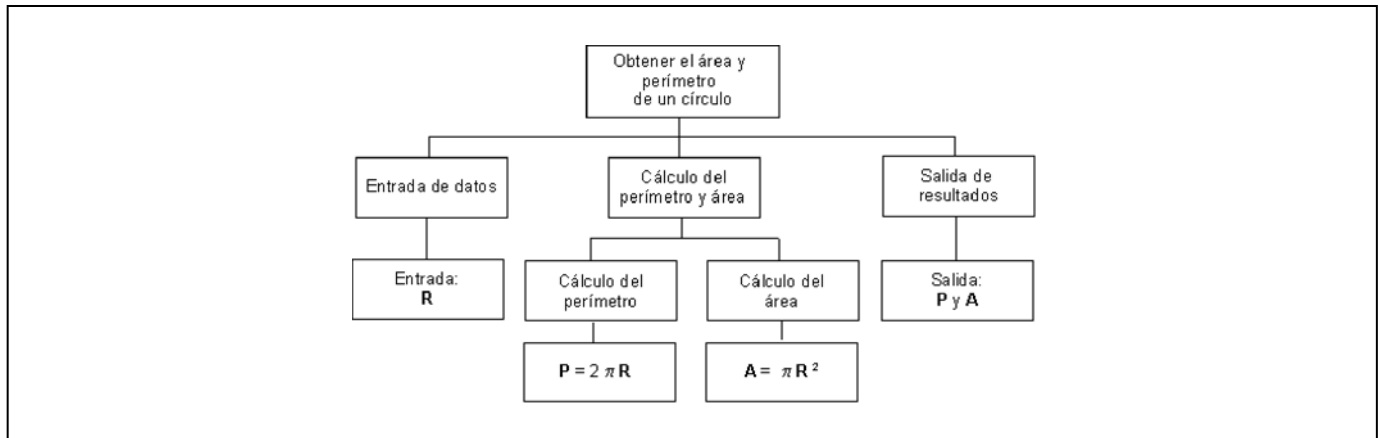 Obtener el área y
perímetro
de un círculo
Entrada de datos
Cálculo del
perímetro y área
Salida de
resultados
Entrada:
R
Cálculo del
perímetro
Cálculo del
área
Salida:
P y A
P = 2 π R
A = π R²